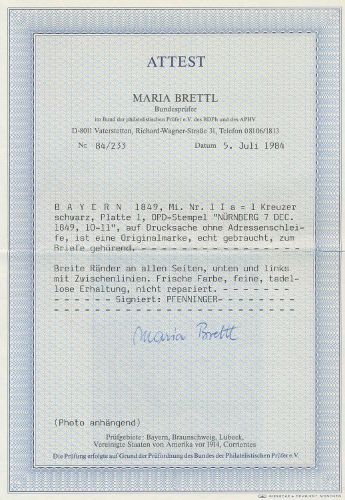 ATTEST
MARIA BRETTL
Bundesprüfer
im Bund der philatelistischen Prüfer e.V. des BDPh und des APHV
D-8011 Vaterstetten, Richard-Wagner-Straße 31, Telefon 08106/1813
Nr 84/233 Datum 5. Juli 1984
B A Y E R N 1849, Mi. Nr. 1 I a = 1 Kreuzer
schwarz, Platte 1, OPD-Stempel "NÜRNBERG 7 DEC.
1849, 10-11", auf Drucksache ohne Adressenschlei-
fe, ist eine Originalmarke, echt gebraucht, zum
Briefe gehörend. - - - - - - - - - - - - - - -
Breite Ränder an allen Seiten, unten und links
mit Zwischenlinien. Frische Farbe, feine, tadel-
lose Erhaltung, nicht repariert. - - - - - - -
- - - - - - - Signiert: PFENNINGER- - - - - - -
Maria Brettl
(Photo anhängend)
Prüfgebiete: Bayern, Braunschweig, Lübeck,
Vereinigte Staaten von Amerika vor 1914, Corrientes
Die Prüfung erfolgte auf Grund der Prüfordnung des Bundes der Philatelistischen Prüfer e.V.